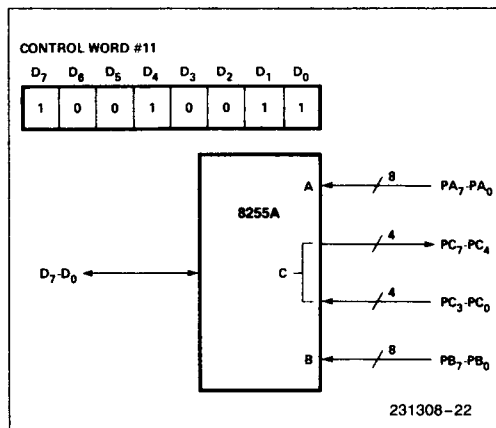 CONTROL WORD #11
D7 D6 D5 D4 D3 D2 D1 D0
1 0 0 1 0 0 1 1
8255A
A 8 PA7-PA0
4 PC7-PC4
D7-D0 C
4 PC3-PC0
B 8 PB7-PB0
231308-22